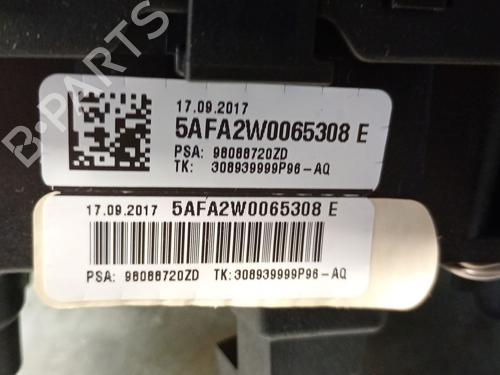 17.09.2017
5AFA2W0065308 E
PSA: 98088720ZD
TK: 308939999P96-AQ
17.09.2017 5AFA2W0065308 E
PSA: 98088720ZD TK:308939999P96-AQ
B-PARTS